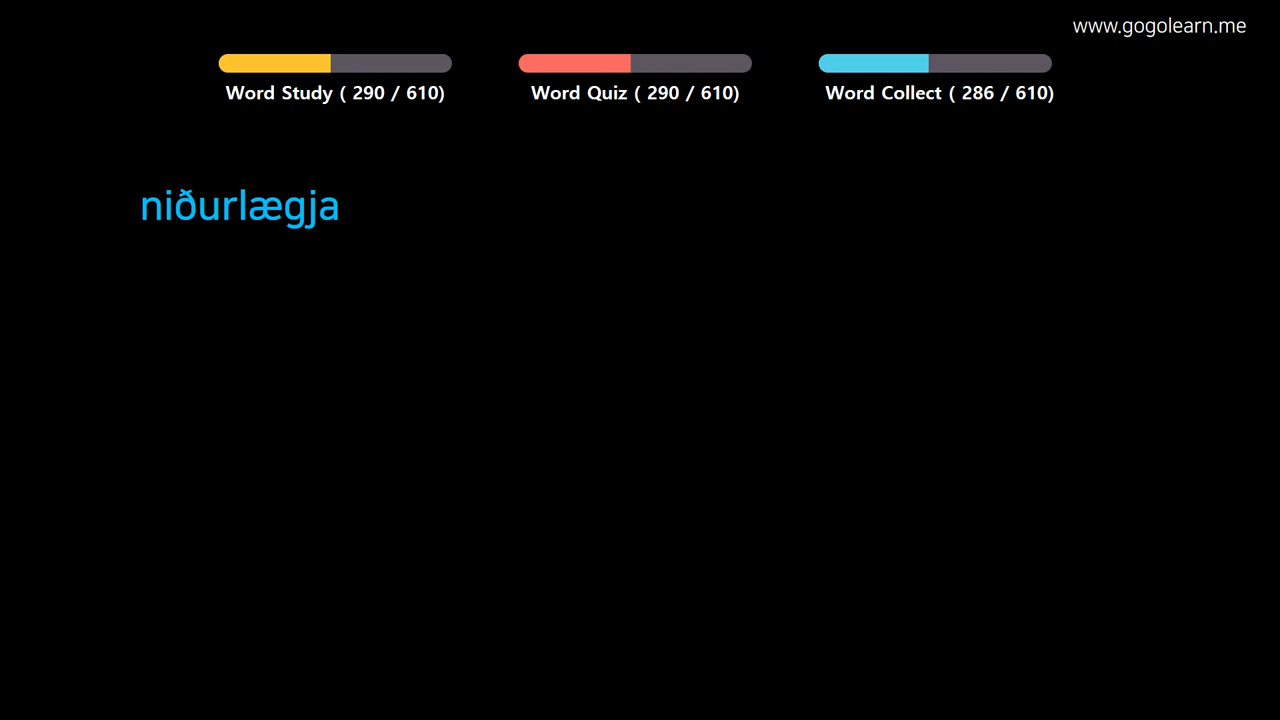 www.gogolearn.me
Word Study ( 290 / 610)
Word Quiz ( 290 / 610)
Word Collect ( 286 / 610)
niðurlægja